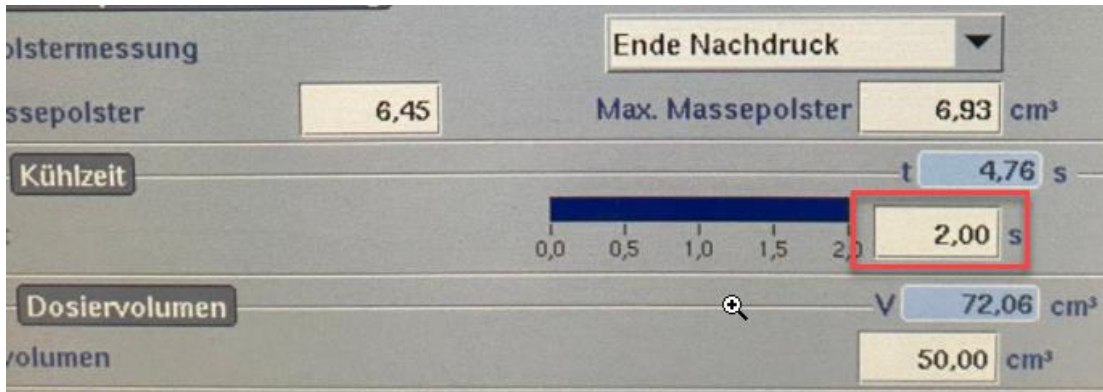 olstermessung Ende Nachdruck
ssepolster 6,45 Max. Massepolster 6,93 cm³
Kühlzeit t 4,76 s
0,0 0,5 1,0 1,5 2,0 2,00 s
Dosiervolumen V 72,06 cm³
volumen 50,00 cm³